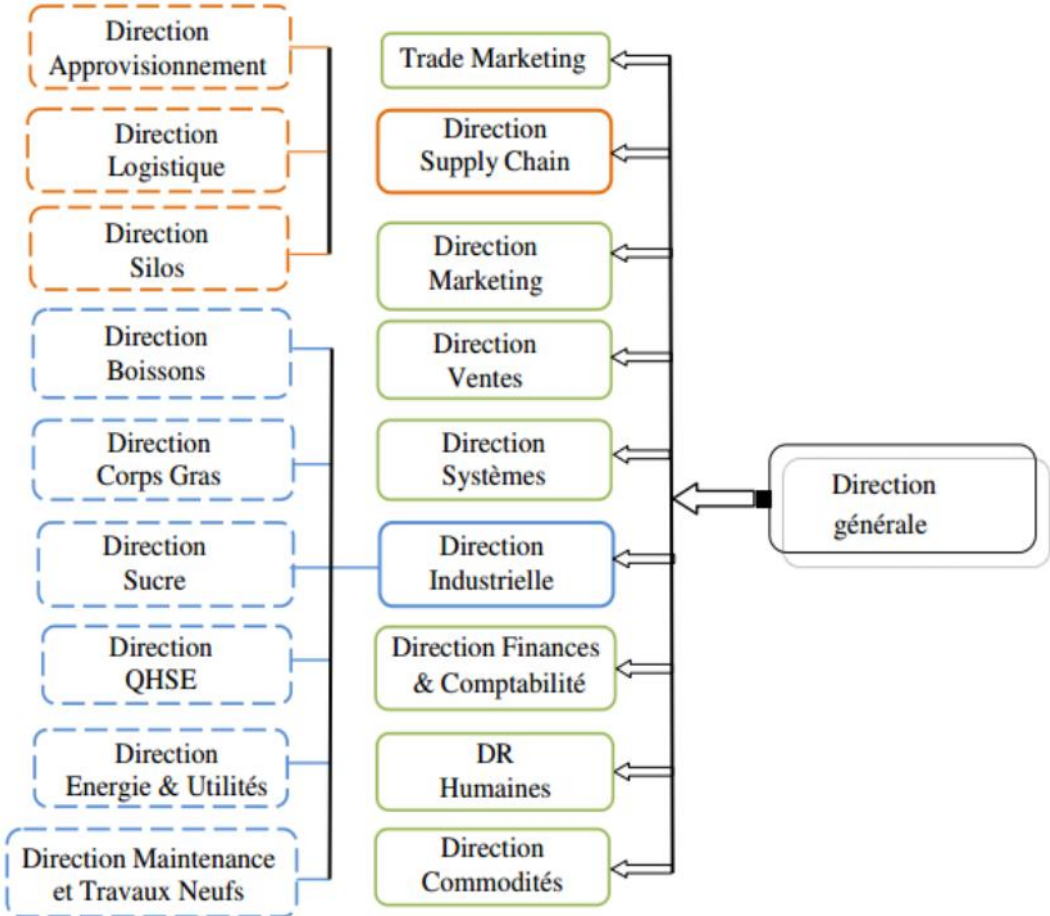 Direction
Approvisionnement
Direction
Logistique
Direction
Silos
Direction
Boissons
Direction
Corps Gras
Direction
Sucre
Direction
QHSE
Direction
Energie & Utilités
Direction Maintenance
et Travaux Neufs
Trade Marketing
Direction
Supply Chain
Direction
Marketing
Direction
Ventes
Direction
Systèmes
Direction
Industrielle
Direction Finances
& Comptabilité
DR
Humaines
Direction
Commodités
Direction
générale